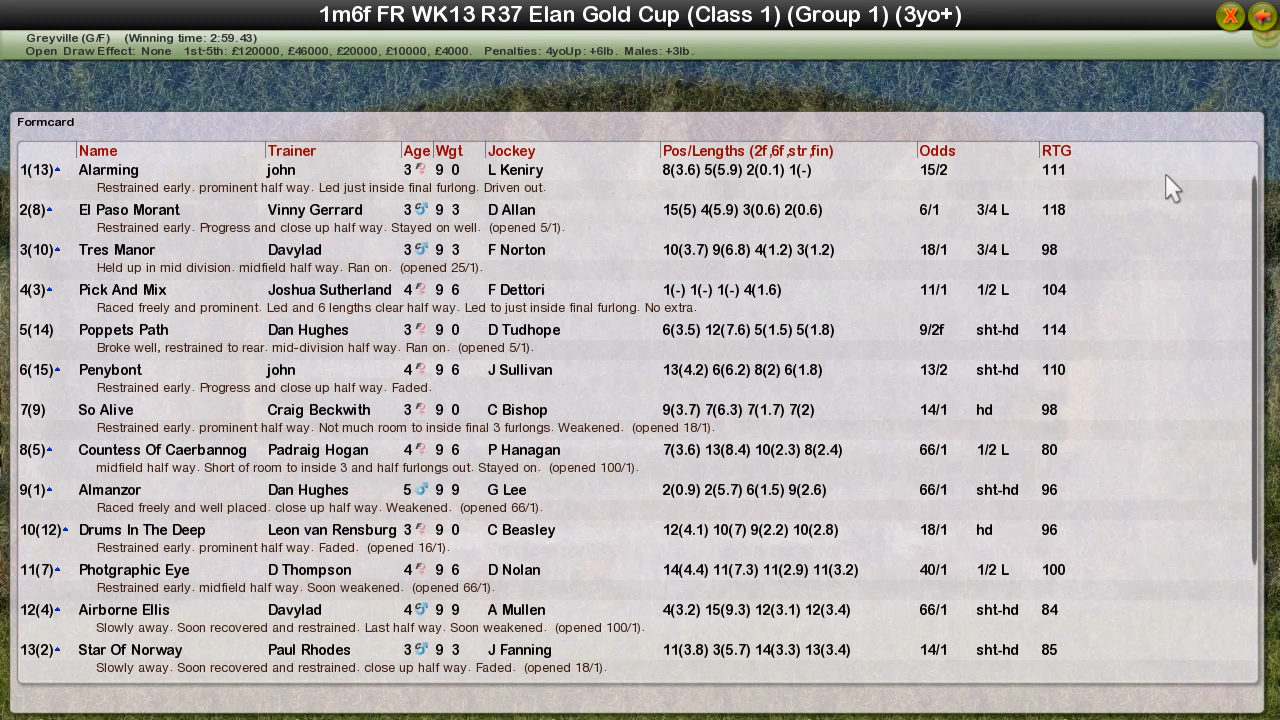 1m6f FR WK13 R37 Elan Gold Cup (Class 1) (Group 1) (3yo+)
Greyville (G/F) (Winning time: 2:59.43)
Open Draw Effect: None 1st-5th: £120000, £46000, £20000, £10000, £4000. Penalties: 4yoUp: +6lb. Males: +3lb.
Formcard
Name Trainer Age Wgt Jockey Pos/Lengths (2f,6f,str,fin) Odds RTG
1(13) Alarming john 3 9 0 L Keniry 8(3.6) 5(5.9) 2(0.1) 1(-) 15/2 111
Restrained early. prominent half way. Led just inside final furlong. Driven out.
2(8) El Paso Morant Vinny Gerrard 3 9 3 D Allan 15(5) 4(5.9) 3(0.6) 2(0.6) 6/1 3/4 L 118
Restrained early. Progress and close up half way. Stayed on well. (opened 5/1).
3(10) Tres Manor Davylad 3 9 3 F Norton 10(3.7) 9(6.8) 4(1.2) 3(1.2) 18/1 3/4 L 98
Held up in mid division. midfield half way. Ran on. (opened 25/1).
4(3) Pick And Mix Joshua Sutherland 4 9 6 F Dettori 1(-) 1(-) 1(-) 4(1.6) 11/1 1/2 L 104
Raced freely and prominent. Led and 6 lengths clear half way. Led to just inside final furlong. No extra.
5(14) Poppets Path Dan Hughes 3 9 0 D Tudhope 6(3.5) 12(7.6) 5(1.5) 5(1.8) 9/2f sht-hd 114
Broke well, restrained to rear. mid-division half way. Ran on. (opened 5/1).
6(15) Penybont john 4 9 6 J Sullivan 13(4.2) 6(6.2) 8(2) 6(1.8) 13/2 sht-hd 110
Restrained early. Progress and close up half way. Faded.
7(9) So Alive Craig Beckwith 3 9 0 C Bishop 9(3.7) 7(6.3) 7(1.7) 7(2) 14/1 hd 98
Restrained early. prominent half way. Not much room to inside final 3 furlongs. Weakened. (opened 18/1).
8(5) Countess Of Caerbannog Padraig Hogan 4 9 6 P Hanagan 7(3.6) 13(8.4) 10(2.3) 8(2.4) 66/1 1/2 L 80
midfield half way. Short of room to inside 3 and half furlongs out. Stayed on. (opened 100/1).
9(1) Almanzor Dan Hughes 5 9 9 G Lee 2(0.9) 2(5.7) 6(1.5) 9(2.6) 66/1 sht-hd 96
Raced freely and well placed. close up half way. Weakened. (opened 66/1).
10(12) Drums In The Deep Leon van Rensburg 3 9 0 C Beasley 12(4.1) 10(7) 9(2.2) 10(2.8) 18/1 hd 96
Restrained early. prominent half way. Faded. (opened 16/1).
11(7) Photgraphic Eye D Thompson 4 9 6 D Nolan 14(4.4) 11(7.3) 11(2.9) 11(3.2) 40/1 1/2 L 100
Restrained early. midfield half way. Soon weakened. (opened 66/1).
12(4) Airborne Ellis Davylad 4 9 9 A Mullen 4(3.2) 15(9.3) 12(3.1) 12(3.4) 66/1 sht-hd 84
Slowly away. Soon recovered and restrained. Last half way. Soon weakened. (opened 100/1).
13(2) Star Of Norway Paul Rhodes 3 9 3 J Fanning 11(3.8) 3(5.7) 14(3.3) 13(3.4) 14/1 sht-hd 85
Slowly away. Soon recovered and restrained. close up half way. Faded. (opened 18/1).